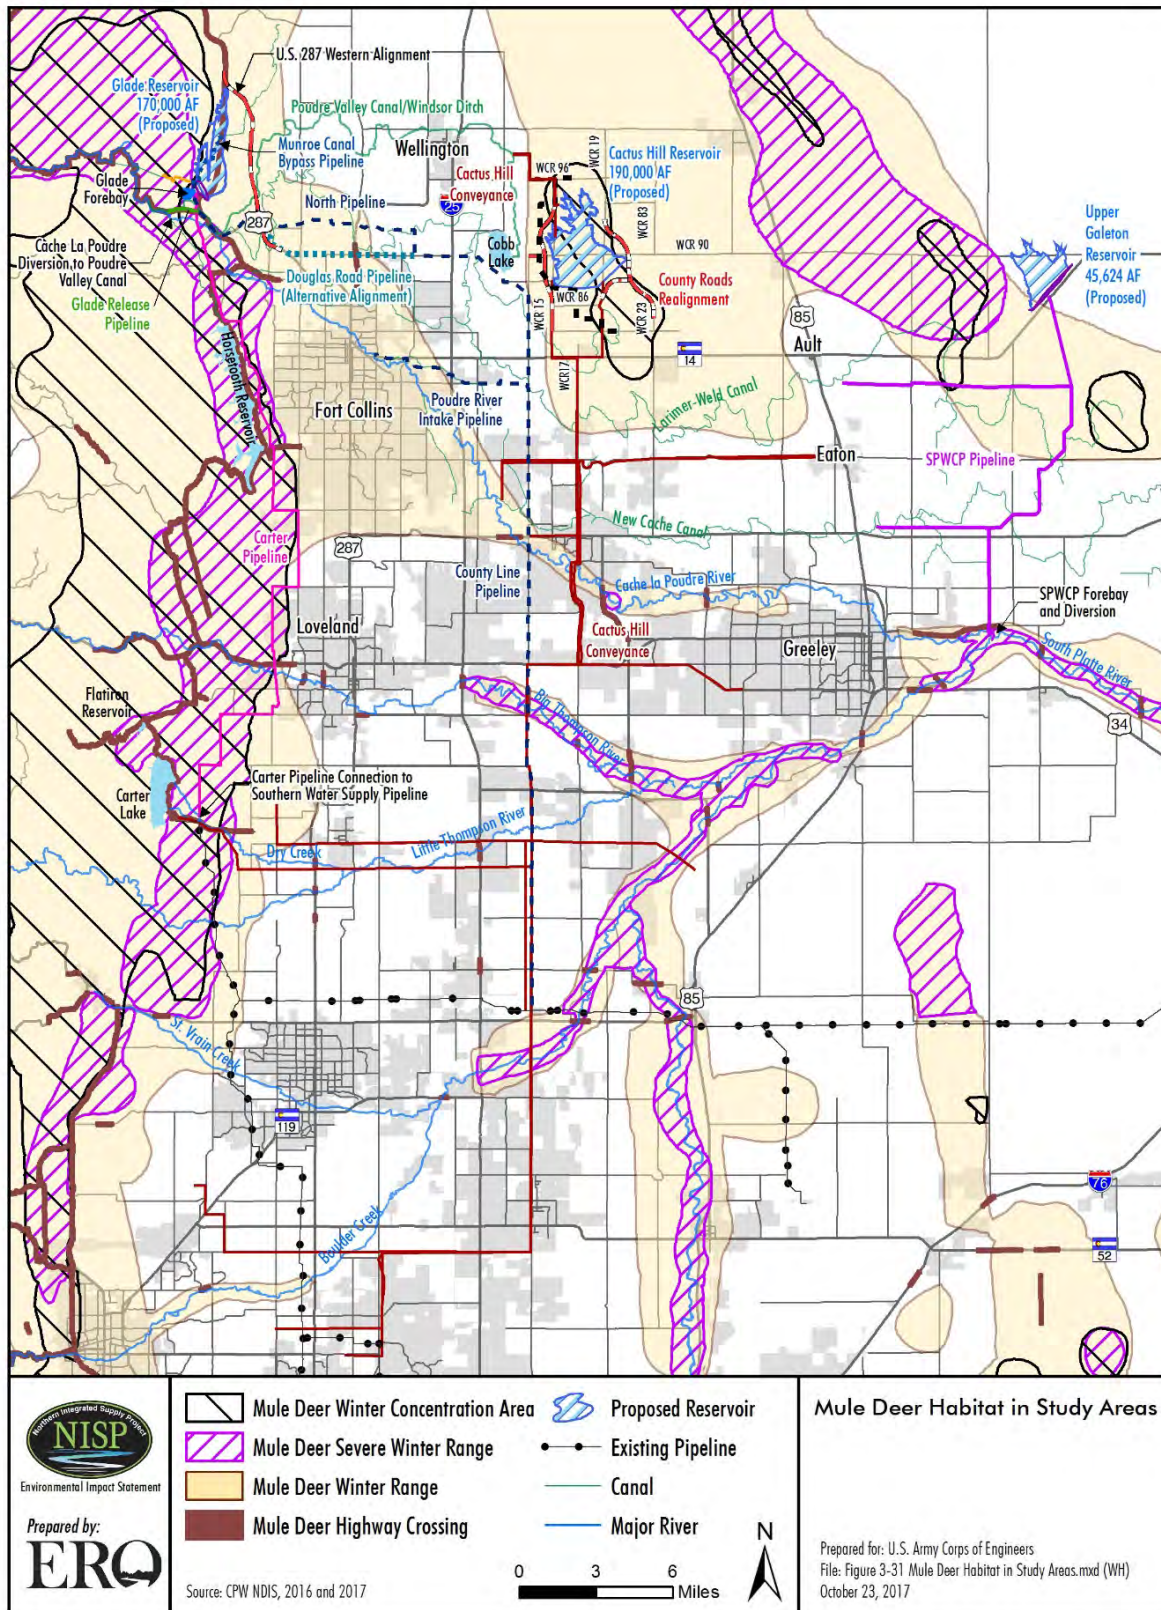 U.S. 287 Western Alignment
Glade Reservoir
170,000 AF
(Proposed)
Poudre Valley Canal/Windsor Ditch
Munroe Canal
Bypass Pipeline
Wellington
WCR 19
WCR 96
Cactus Hill Reservoir
190,000 AF
(Proposed)
Cactus Hill
Conveyance
Glade
Forebay
North Pipeline
25
287
WCR 83
WCR 90
Upper
Galeton
Reservoir
45,624 AF
(Proposed)
Cache La Poudre
Diversion to Poudre
Valley Canal
Cobb
Lake
Douglas Road Pipeline
(Alternative Alignment)
County Roads
Realignment
Glade Release
Pipeline
WCR 15
WCR 86
WCR 23
85
Ault
14
Horsetooth Reservoir
WCR17
Fort Collins
Poudre River
Intake Pipeline
Larimer-Weld Canal
Eaton
SPWCP Pipeline
New Cache Canal
Carter
Pipeline
287
County Line
Pipeline
Cache la Poudre River
SPWCP Forebay
and Diversion
Loveland
Cactus Hill
Conveyance
Greeley
South Platte River
Flatiron
Reservoir
Big Thompson River
34
Carter Pipeline Connection to
Southern Water Supply Pipeline
Carter
Lake
Little Thompson River
Dry Creek
85
St. Vrain Creek
119
76
Boulder Creek
52
Northern Integrated Supply Project
NISP
Environmental Impact Statement
Prepared by:
ERO
Mule Deer Winter Concentration Area
Mule Deer Severe Winter Range
Mule Deer Winter Range
Mule Deer Highway Crossing
Proposed Reservoir
Existing Pipeline
Canal
Major River
Source: CPW NDIS, 2016 and 2017
0 3 6
Miles
N
Mule Deer Habitat in Study Areas
Prepared for: U.S. Army Corps of Engineers
File: Figure 3-31 Mule Deer Habitat in Study Areas.mxd (WH)
October 23, 2017